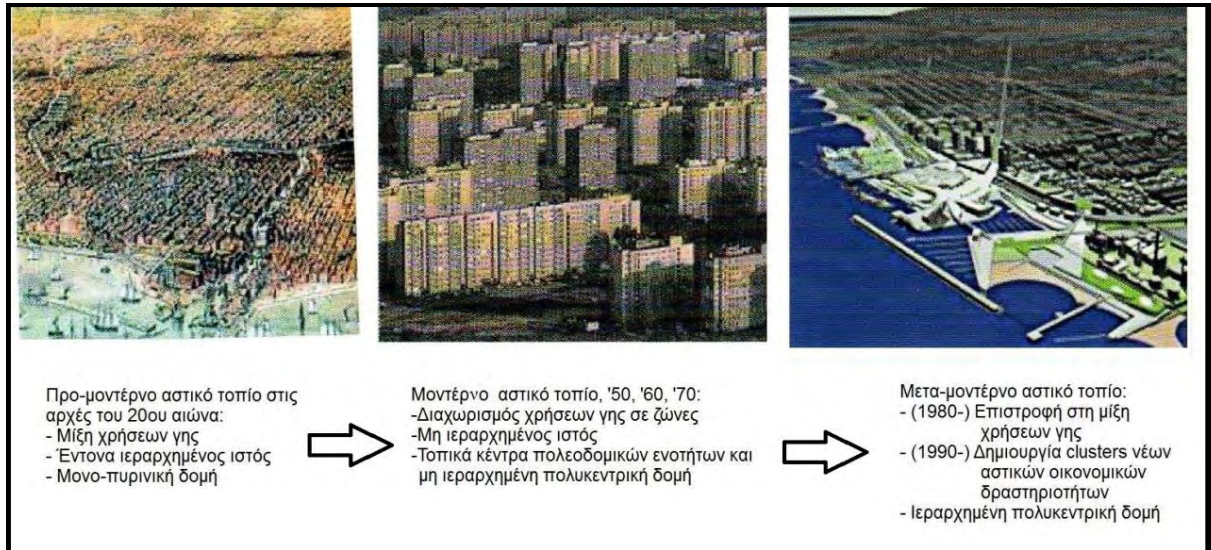 Προ-μοντέρνο αστικό τοπίο στις
αρχές του 20ου αιώνα:
- Μίξη χρήσεων γης
- Έντονα ιεραρχημένος ιστός
- Μονο-πυρινική δομή
Μοντέρνο αστικό τοπίο, '50, '60, '70:
-Διαχωρισμός χρήσεων γης σε ζώνες
-Μη ιεραρχημένος ιστός
-Τοπικά κέντρα πολεοδομικών ενοτήτων και
μη ιεραρχημένη πολυκεντρική δομή
Μετα-μοντέρνο αστικό τοπίο:
- (1980-) Επιστροφή στη μίξη
χρήσεων γης
- (1990-) Δημιουργία clusters νέων
αστικών οικονομικών
δραστηριοτήτων
- Ιεραρχημένη πολυκεντρική δομή